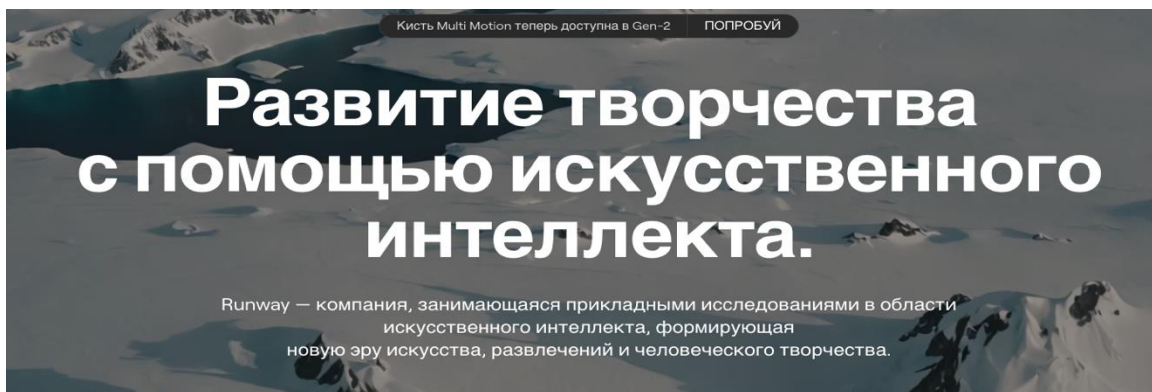 Кисть Multi Motion теперь доступна в Gen-2 ПОПРОБУЙ
Развитие творчества
с помощью искусственного
интеллекта.
Runway — компания, занимающаяся прикладными исследованиями в области
искусственного интеллекта, формирующая
новую эру искусства, развлечений и человеческого творчества.